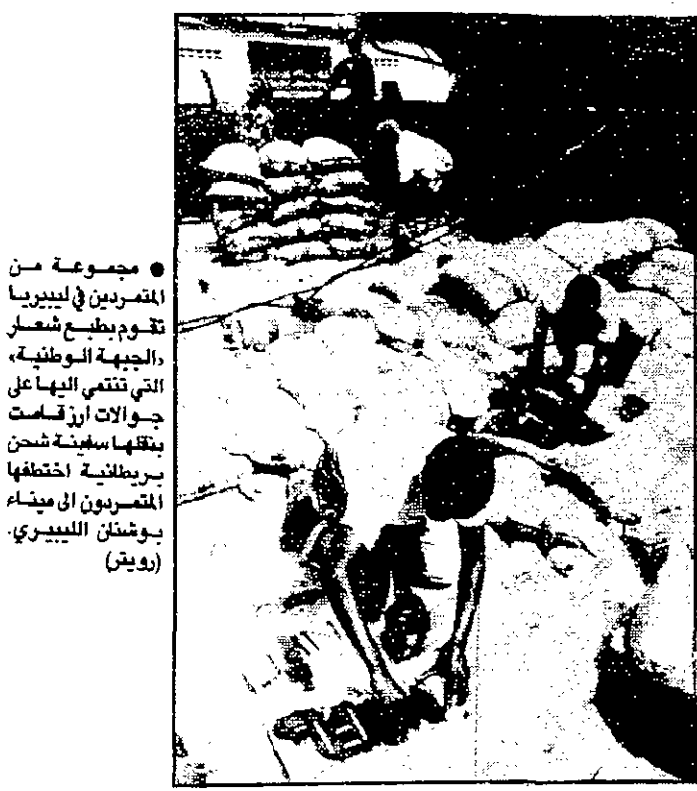 ● مجموعة من
المتمردين في ليبيريا
تقوم بطبع شعار
«الجبهة الوطنية»
التي تنتمي اليها على
جوالات ارز قامت
بنقلها سفينة شحن
بريطانية اختطفها
المتمردون الى ميناء
بوشنان الليبيري.
(رويتر)